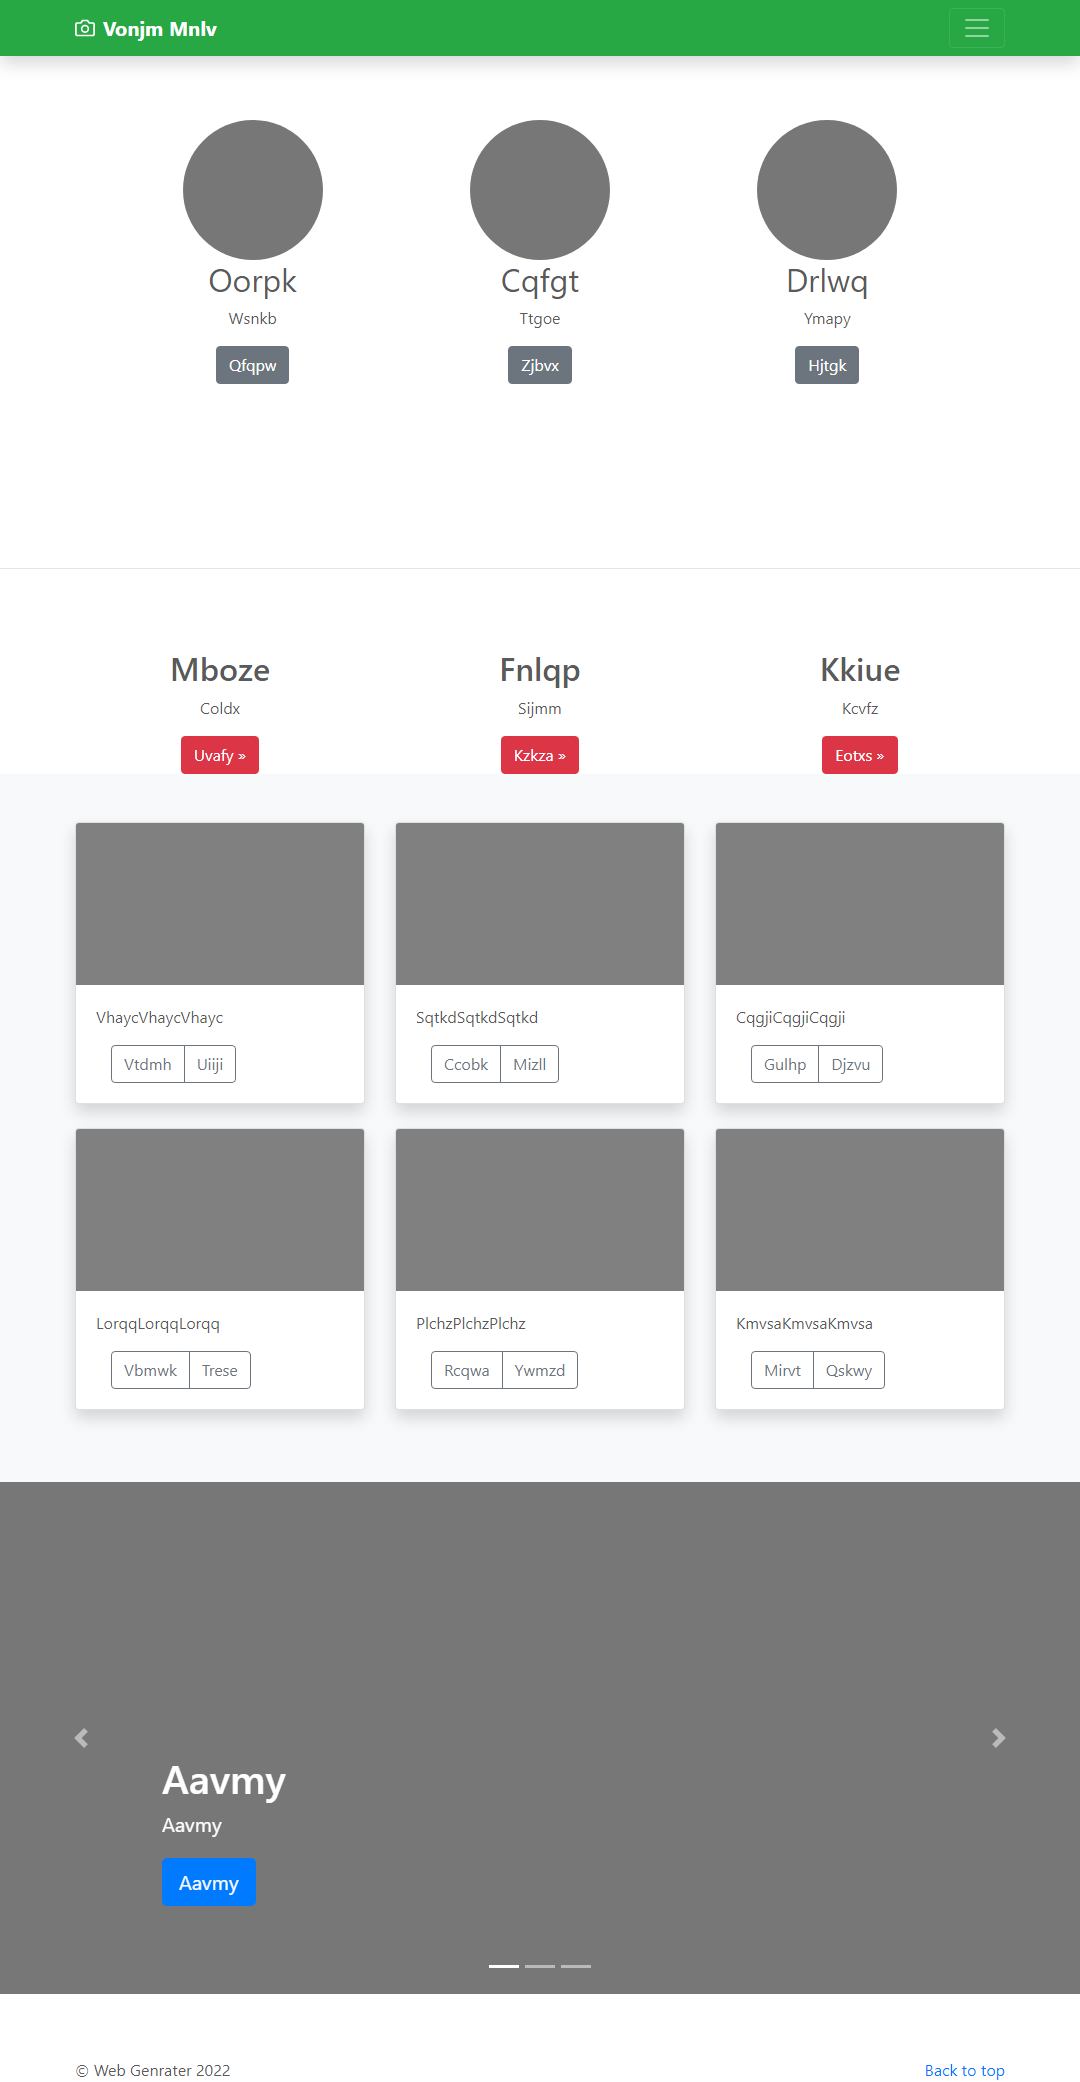 Vonjm Mnlv
Oorpk
Wsnkb
Qfqpw
Cqfgt
Ttgoe
Zjbvx
Drlwq
Ymapy
Hjtgk
Mboze
Coldx
Uvafy »
Fnlqp
Sijmm
Kzkza »
Kkiue
Kcvfz
Eotxs »
VhaycVhaycVhayc
Vtdmh Uiiji
SqtkdSqtkdSqtkd
Ccobk Mizll
CqgjiCqgjiCqgji
Gulhp Djzvu
LorqqLorqqLorqq
Vbmwk Trese
PlchzPlchzPlchz
Rcqwa Ywmzd
KmvsaKmvsaKmvsa
Mirvt Qskwy
Aavmy
Aavmy
Aavmy
© Web Genrater 2022
Back to top